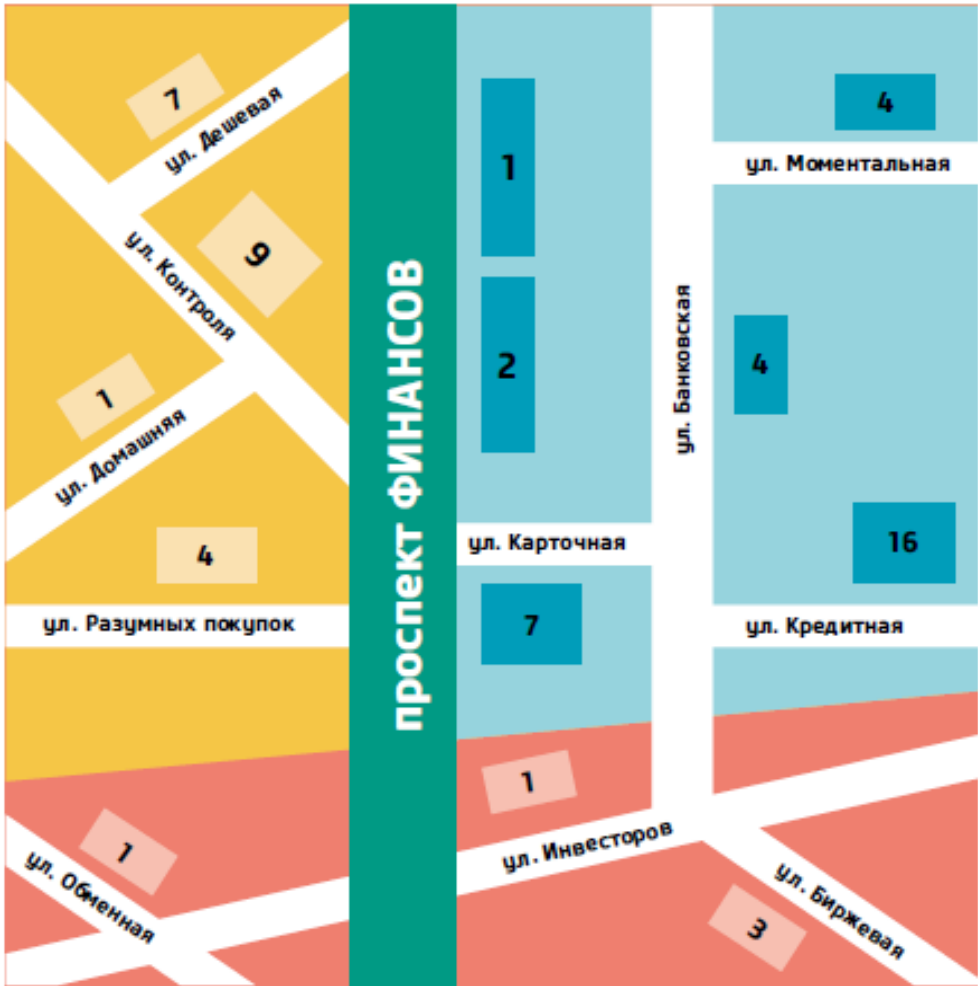 7
ул. Дешевая
9
ул. Контроля
1
ул. Домашняя
4
ул. Разумных покупок
1
ул. Обменная
проспект ФИНАНСОВ
1
2
ул. Карточная
7
1
ул. Инвесторов
ул. Банковская
4
ул. Моментальная
4
16
ул. Кредитная
3
ул. Биржевая